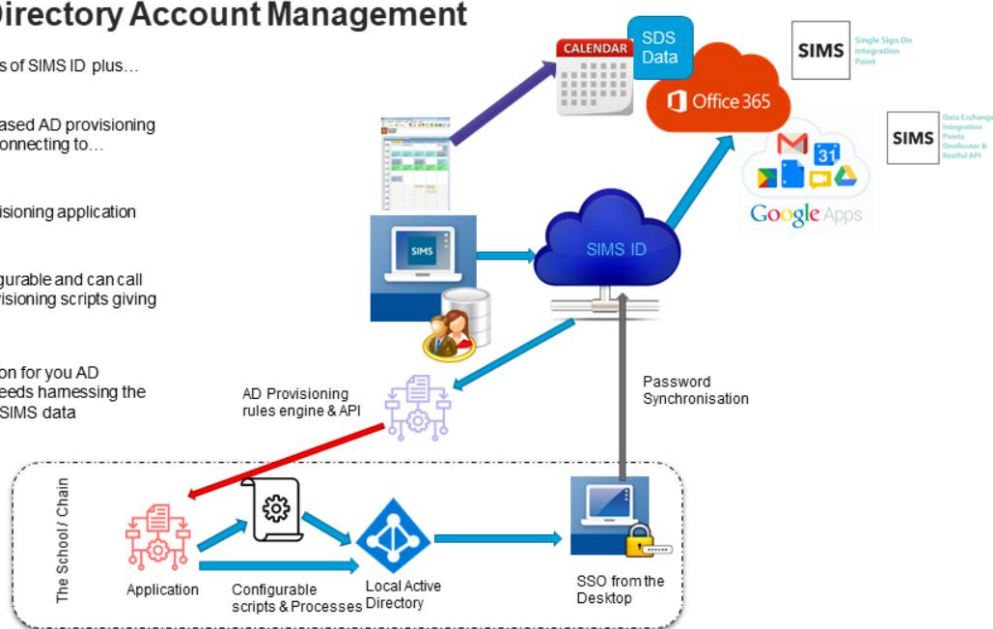 Directory Account Management
s of SIMS ID plus…
ased AD provisioning
onnecting to…
isioning application
gurable and can call
visioning scripts giving
on for you AD
eeds harnessing the
SIMS data
CALENDAR
SDS
Data
Office 365
SIMS
Single Sign On
Integration
Point
SIMS
Data Exchange
Integration
Points
OneRoster &
Restful API
31
Google Apps
SIMS
SIMS ID
AD Provisioning
rules engine & API
Password
Synchronisation
The School / Chain
Application
Configurable
scripts & Processes
Local Active
Directory
SSO from the
Desktop